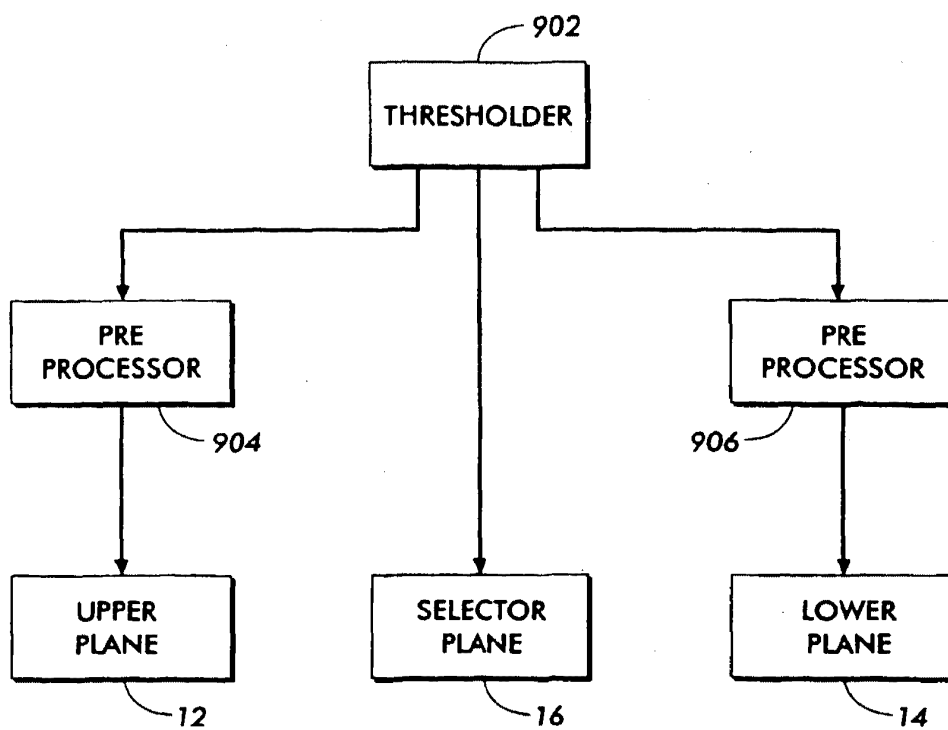 902
THRESHOLDER
PRE
PROCESSOR
904
PRE
PROCESSOR
906
UPPER
PLANE
12
SELECTOR
PLANE
16
LOWER
PLANE
14